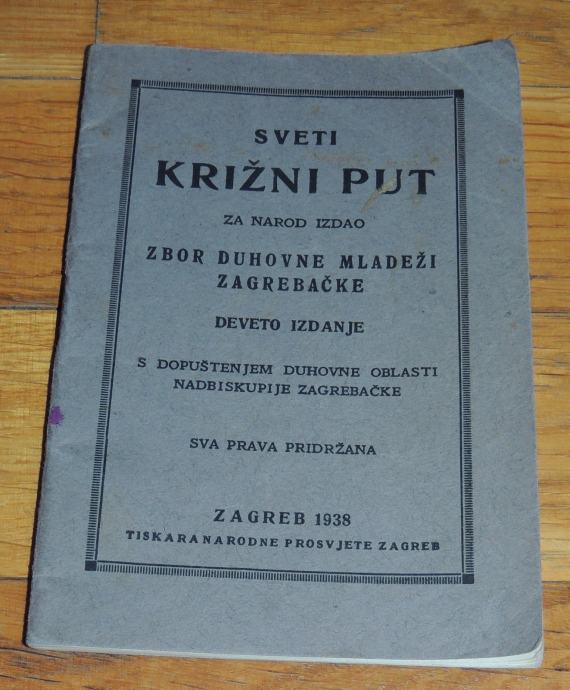 SVETI
KRIŽNI PUT
ZA NAROD IZDAO
ZBOR DUHOVNE MLADEŽI
ZAGREBAČKE
DEVETO IZDANJE
S DOPUŠTENJEM DUHOVNE OBLASTI
NADBISKUPIJE ZAGREBAČKE
SVA PRAVA PRIDRŽANA
ZAGREB 1938
TISKARA NARODNE PROSVJETE ZAGREB